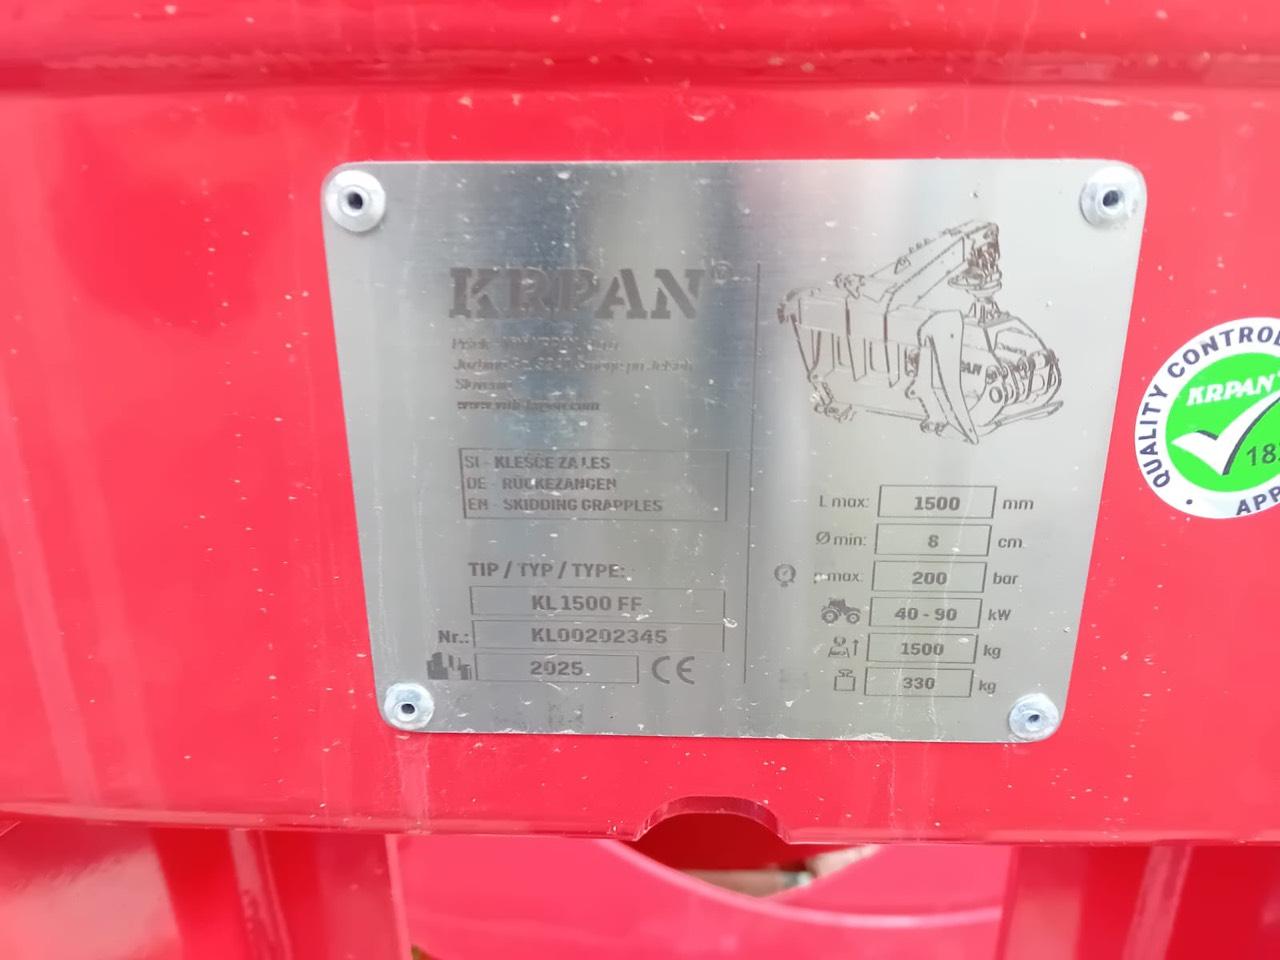 KRPAN®
Slovenia
SI - KLEŠČE ZA LES
DE - RÜCKEZANGEN
EN - SKIDDING GRAPPLES
TIP / TYP / TYPE:
KL1500 FF
Nr.: KL00202345
2025 CE
L max: 1500 mm
Ø min: 8 cm
p max: 200 bar
40 - 90 kW
1500 kg
330 kg
QUALITY CONTROL
KRPAN